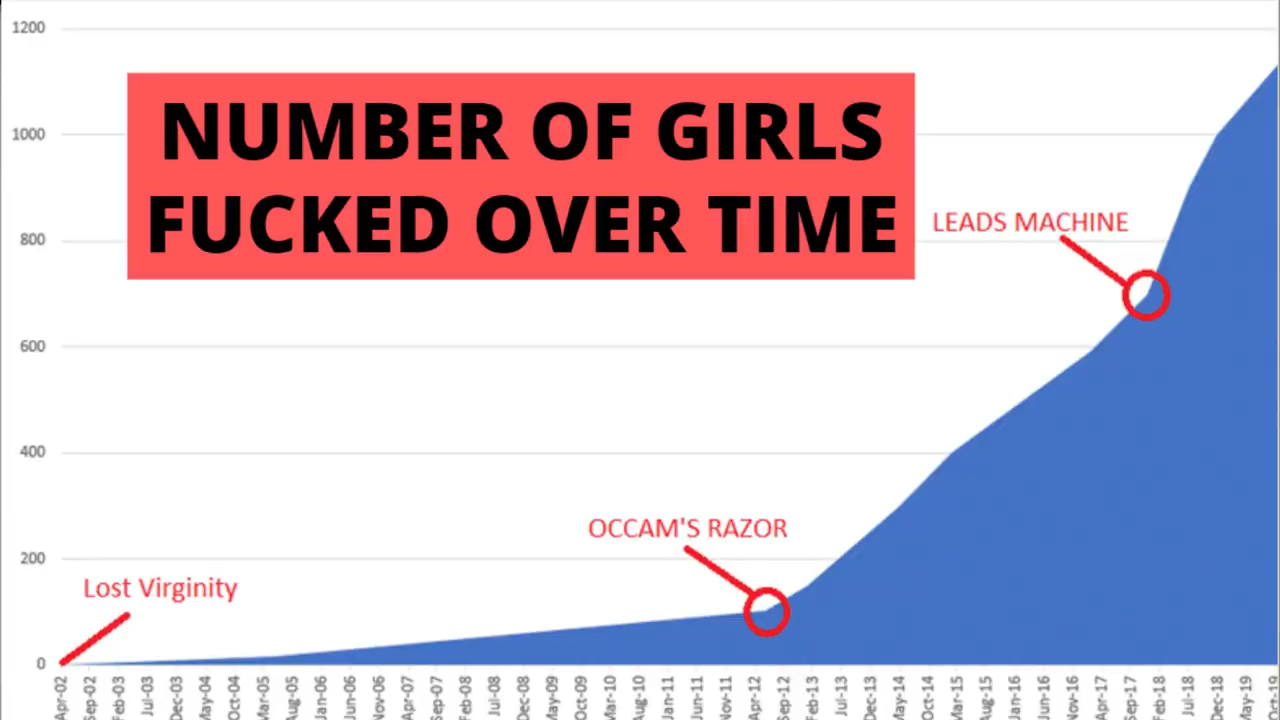 1200
NUMBER OF GIRLS
FUCKED OVER TIME
1000
LEADS MACHINE
800
600
400
OCCAM'S RAZOR
200
Lost Virginity
0
Apr-02 Sep-02 Feb-03 Jul-03 Dec-03 May-04 Oct-04 Mar-05 Aug-05 Jan-06 Jun-06 Nov-06 Apr-07 Sep-07 Feb-08 Jul-08 Dec-08 May-09 Oct-09 Mar-10 Aug-10 Jan-11 Jun-11 Nov-11 Apr-12 Sep-12 Feb-13 Jul-13 Dec-13 May-14 Oct-14 Mar-15 Aug-15 Jan-16 Jun-16 Nov-16 Apr-17 Sep-17 Feb-18 Jul-18 Dec-18 May-19 Oct-19